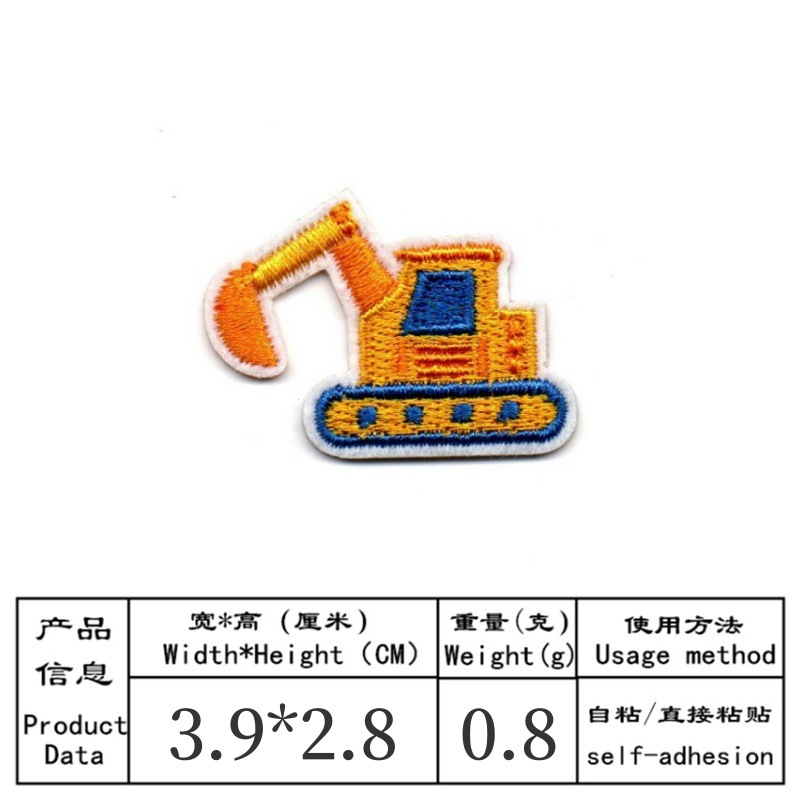 产品
信息
Product
Data
宽*高（厘米）
Width*Height（CM）
重量(克)
Weight(g)
使用方法
Usage method
3.9*2.8
0.8
自粘/直接粘贴
self-adhesion